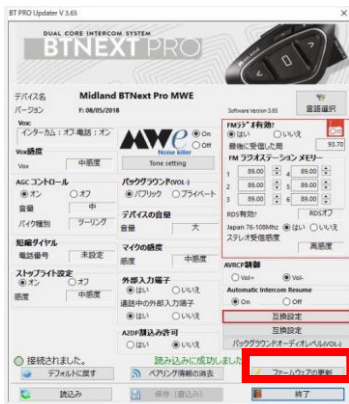 BT PRO Updater V 3.65
DUAL CORE INTERCOM SYSTEM
BTNEXT PRO
デバイス名 Midland BTNext Pro MWE
バージョン F: 08/05/2018
Software Version 3.65
言語選択
Vox:
インターカム：オフ 電話：オン
Vox感度
Vox 中感度
AGC コントロール
オン オフ
音量 中
バイク種別 ツーリング
短縮ダイヤル
電話番号 未設定
ストップライト設定
オン オフ
感度 中感度
MWE
Noise killer
On
Off
Tone setting
バックグラウンド(VOL-)
パブリック プライベート
デバイスの音量
音量 大
マイクの感度
感度 中感度
外部入力端子
はい いいえ
通話中の外部入力端子
はい いいえ
A2DP割込み許可
はい いいえ
FMラジオ有効?
はい いいえ
最後に受信した局 93.70
FM ラジオステーション メモリー
1 89.00 4 89.00
2 89.00 5 89.00
3 89.00 6 89.00
RDS有効? RDSオフ
Japan 76-108Mhz はい いいえ
ステレオ受信感度
高感度
AVRCP制御
Vol+ Vol-
Automatic Intercom Resume
On Off
互換設定
互換設定
バックグラウンドオーディオレベル(VOL-)
接続されました。 読み込みに成功しました
デフォルトに戻す ペアリング情報の消去 ファームウェアの更新
読込み 保存（書込み） 終了